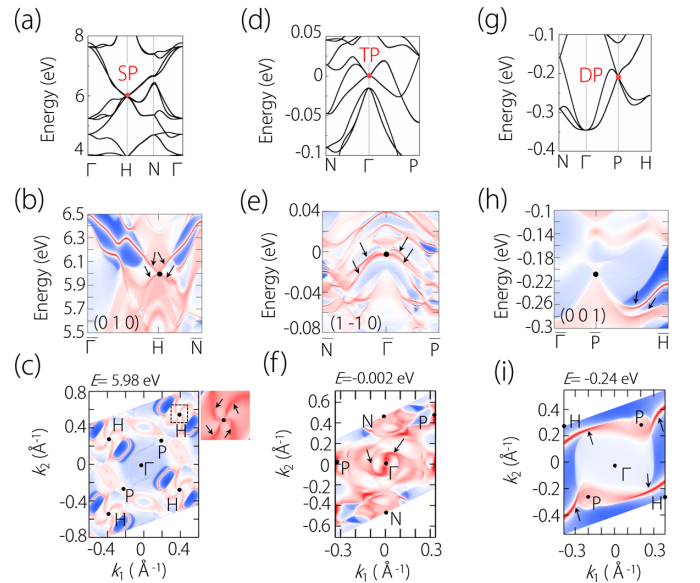 (a)
Energy (eV)
8
6
4
SP
Γ H N Γ
(d)
Energy (eV)
0.05
0
-0.05
-0.1
TP
N Γ P
(g)
Energy (eV)
-0.1
-0.2
-0.3
-0.4
DP
N Γ P H
(b)
Energy (eV)
6.5
6.3
6.1
5.9
5.7
5.5
(0 1 0)
Γ̅ H̅ N̅
(e)
Energy (eV)
0.04
0
-0.04
-0.08
(1 -1 0)
N̅ Γ̅ P̅
(h)
Energy (eV)
-0.1
-0.14
-0.18
-0.22
-0.26
-0.3
(0 0 1)
Γ̅ P̅ H̅
(c)
E= 5.98 eV
k2
(Å-1)
0.8
0.4
0
-0.4
-0.8
H
H
P
Γ
P
H
H
-0.4 0 0.4
k1 (Å-1)
(f)
E=-0.002 eV
k2 (Å-1)
0.6
0.4
0.2
0
-0.2
-0.4
-0.6
N
P
P
Γ
N
-0.3 0 0.3
k1 (Å-1)
(i)
E= -0.24 eV
k2 (Å-1)
0.4
0.2
0
-0.2
-0.4
H
P
Γ
P
H
-0.3 0 0.3
k1 (Å-1)